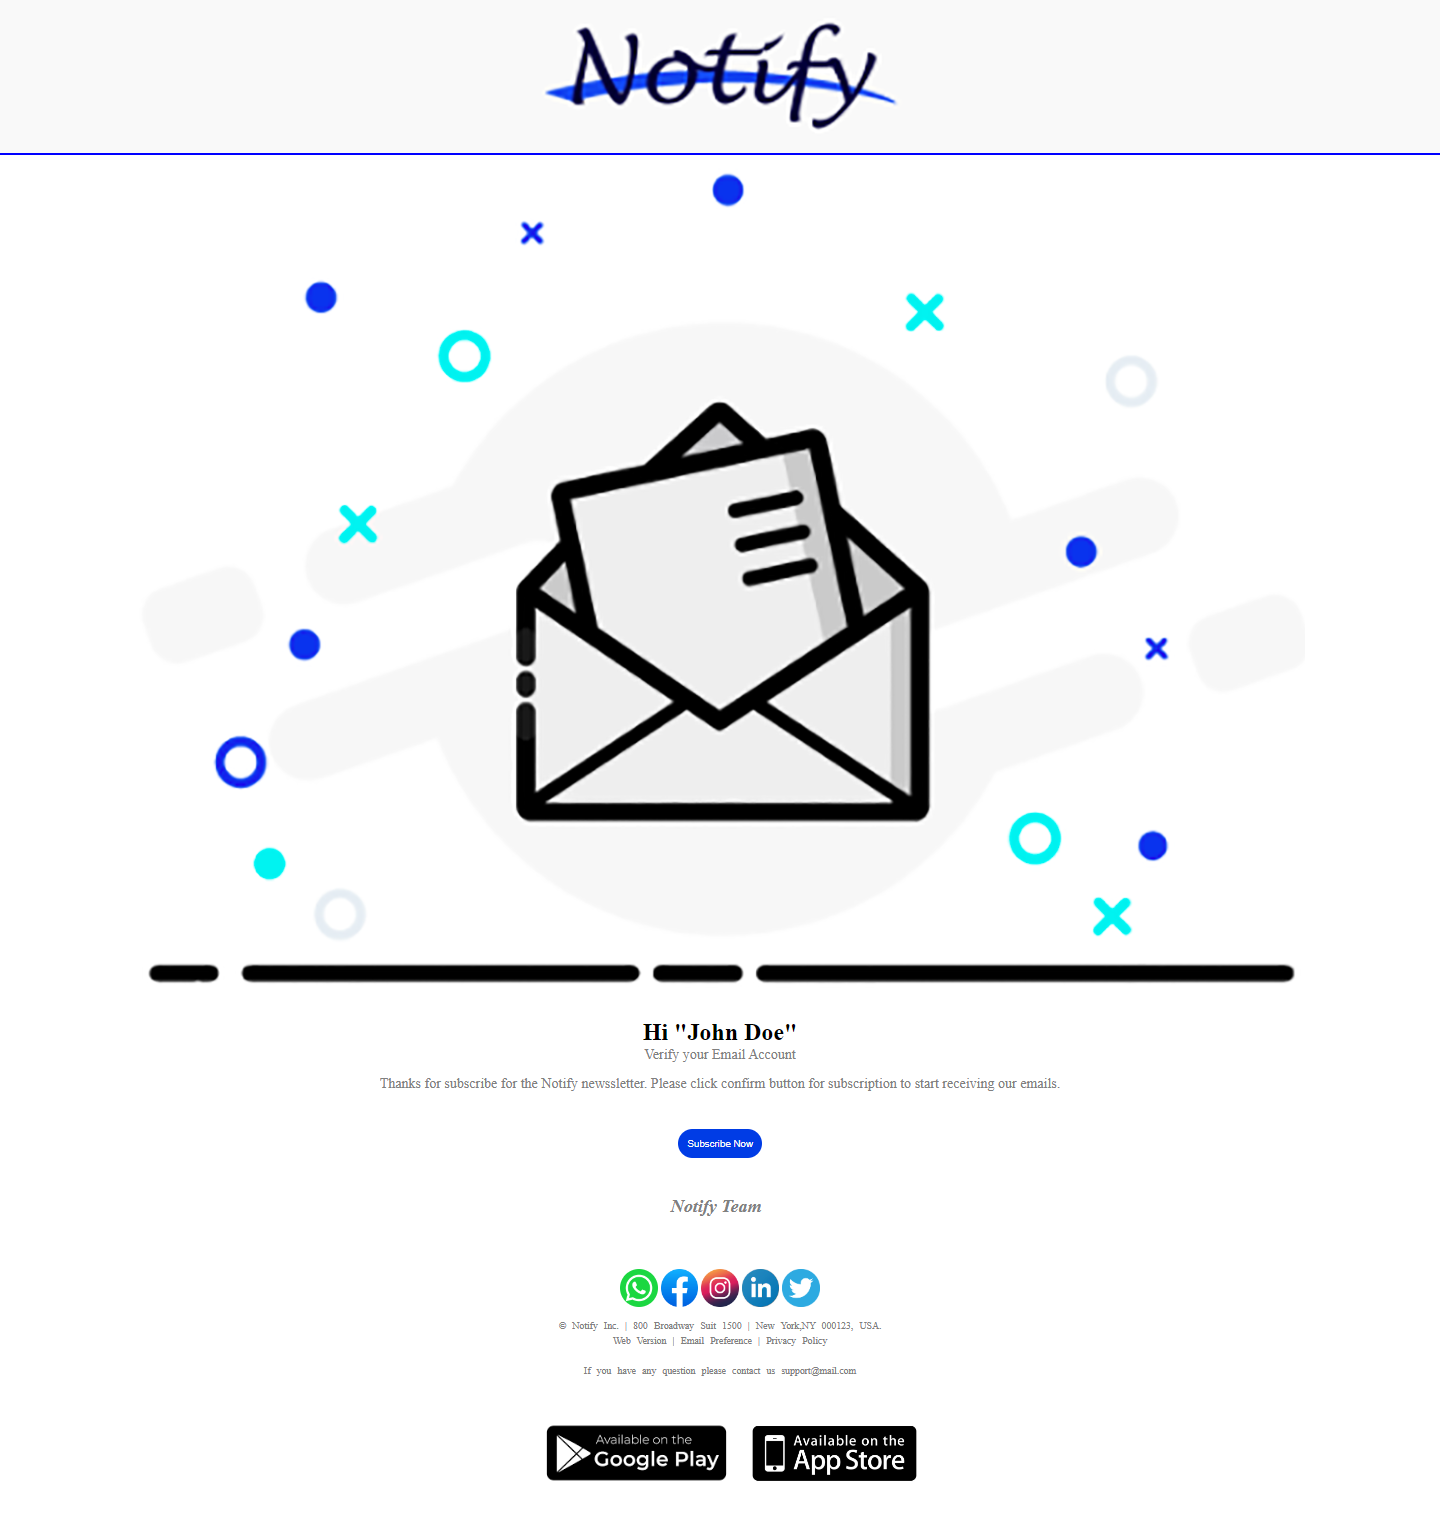 Notify
Hi "John Doe"
Verify your Email Account
Thanks for subscribe for the Notify newssletter. Please click confirm button for subscription to start receiving our emails.
Subscribe Now
Notify Team
© Notify Inc. | 800 Broadway Suit 1500 | New York,NY 000123, USA.
Web Version | Email Preference | Privacy Policy
If you have any question please contact us support@mail.com
Available on the
Google Play
Available on the
App Store